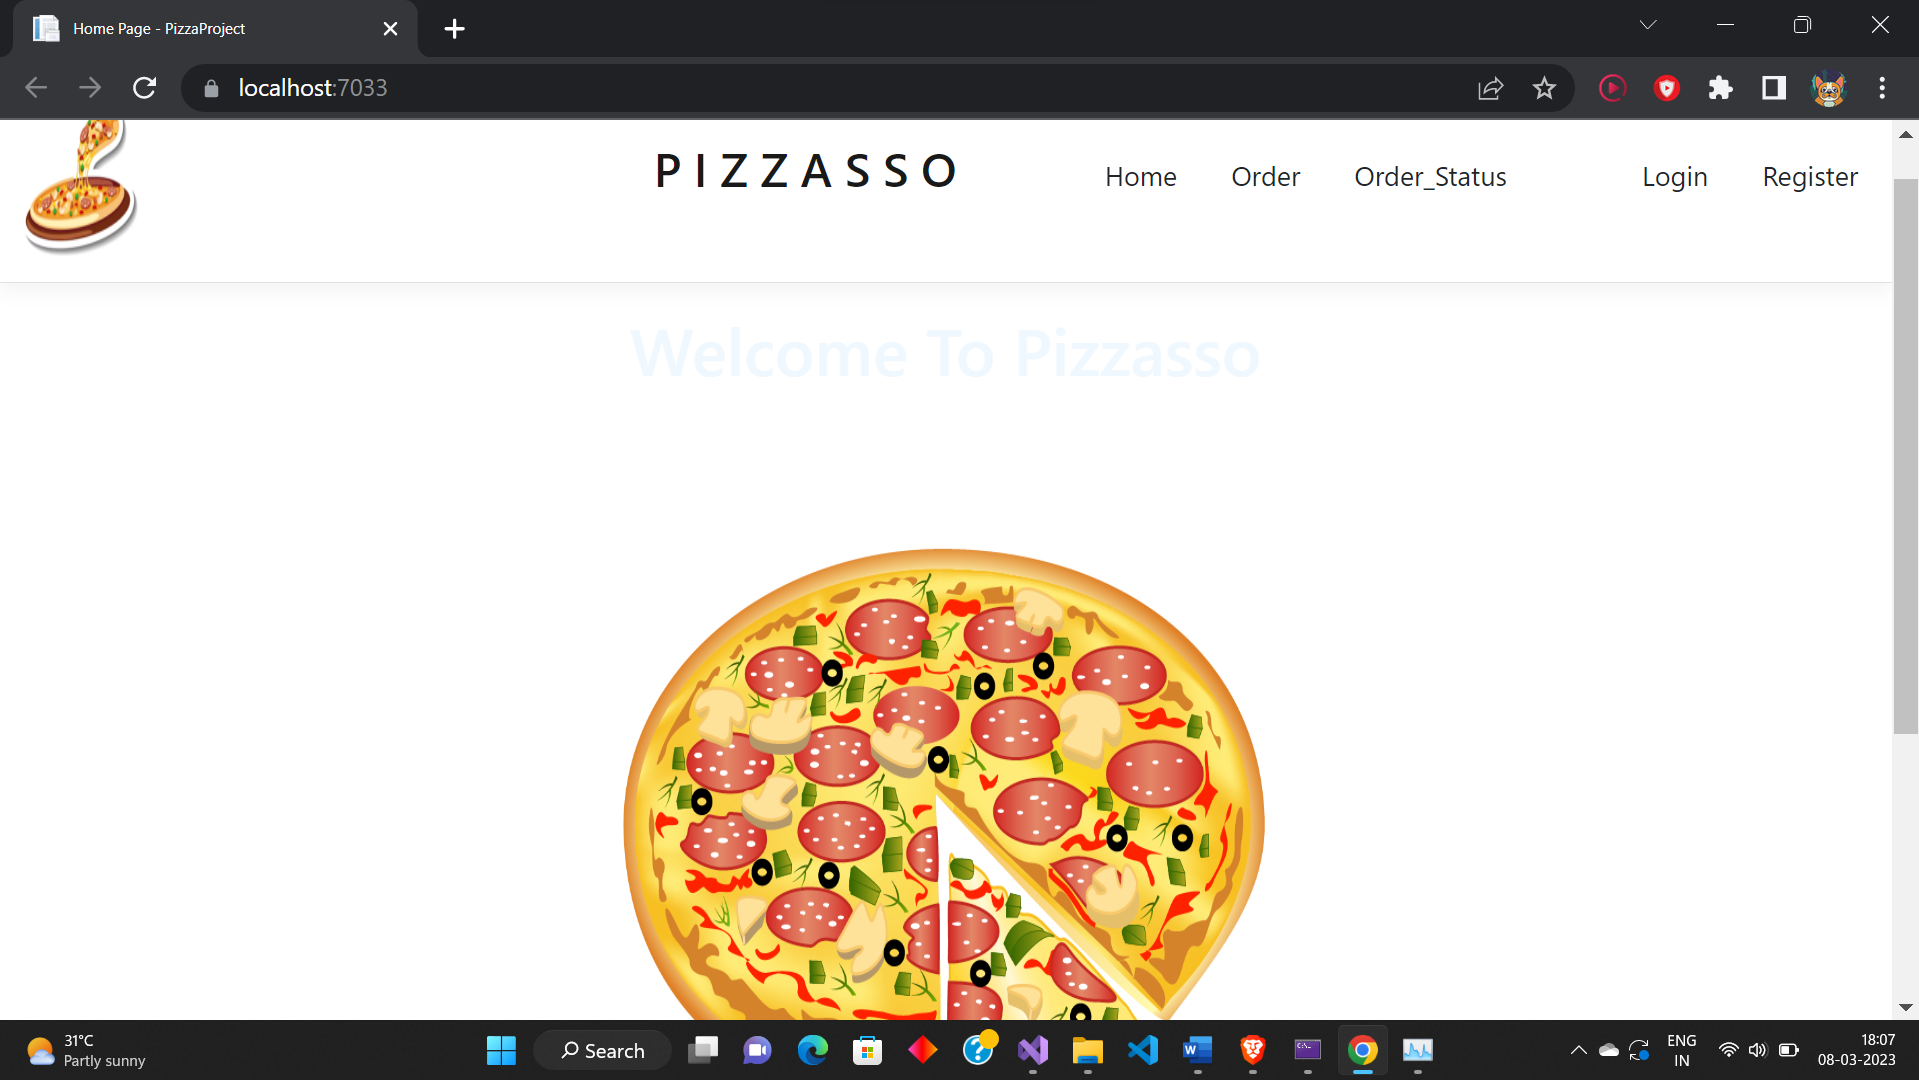 Home Page - PizzaProject
localhost:7033
PIZZASSO
Home Order Order_Status Login Register
Welcome To Pizzasso
31°C
Partly sunny
Search
ENG
IN
18:07
08-03-2023